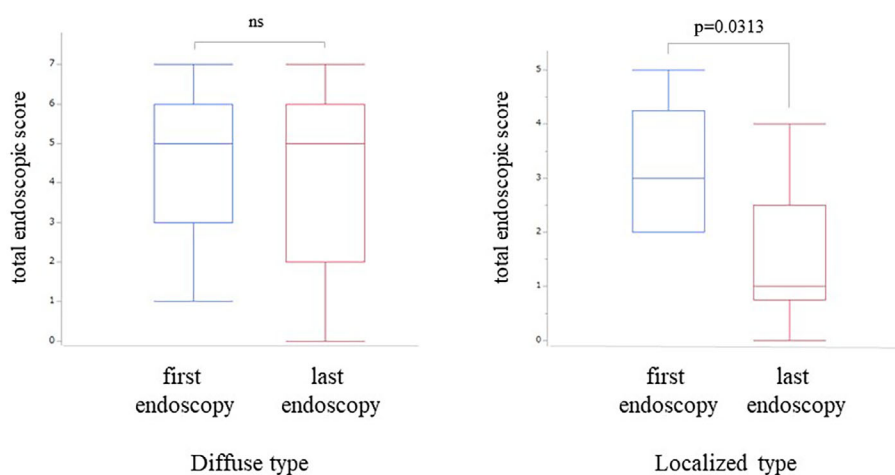 ns
total endoscopic score
7
6
5
4
3
2
1
0
first
endoscopy
last
endoscopy
Diffuse type
p=0.0313
total endoscopic score
5
4
3
2
1
0
first
endoscopy
last
endoscopy
Localized type